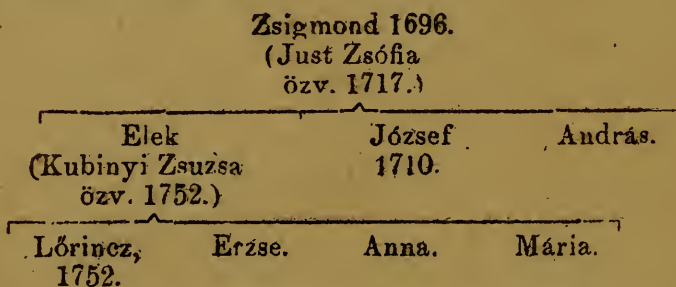 Zsigmond 1696.
(Just Zsófia
özv. 1717.)
Elek József András.
(Kubinyi Zsuzsa 1710.
özv. 1752.)
Lőrincz, Erzse. Anna. Mária.
1752.